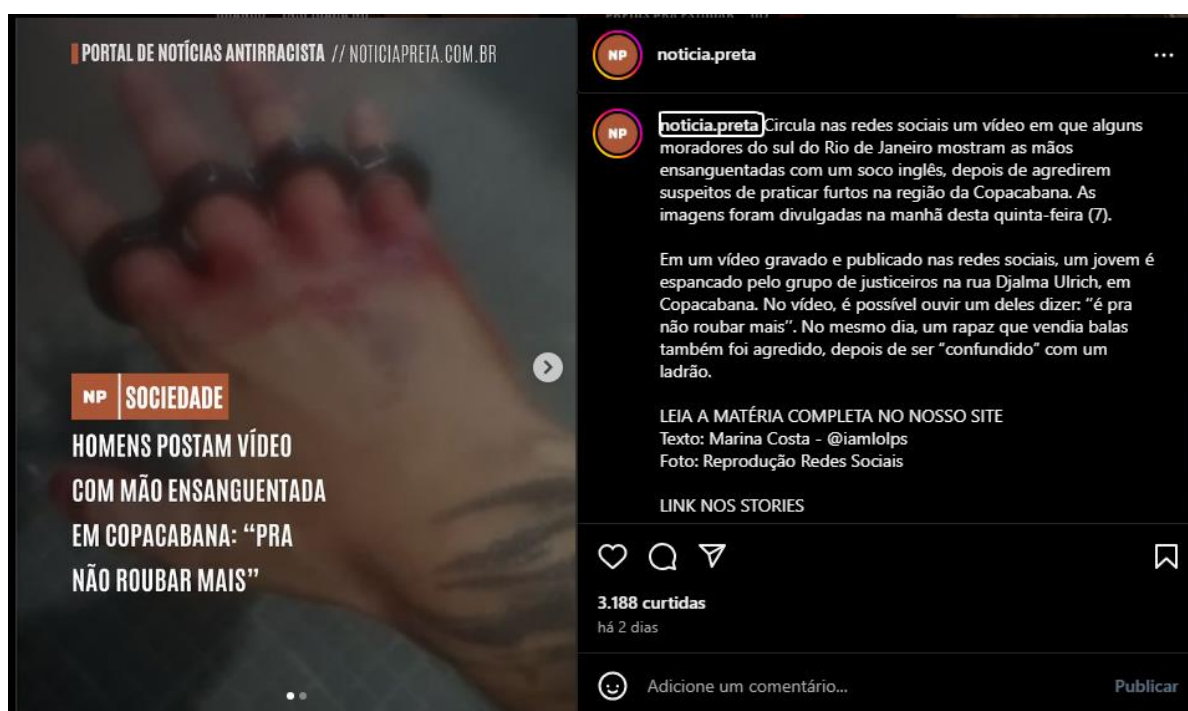 PORTAL DE NOTÍCIAS ANTIRRACISTA // NOTICIAPRETA.COM.BR
NP SOCIEDADE
HOMENS POSTAM VÍDEO
COM MÃO ENSANGUENTADA
EM COPACABANA: “PRA
NÃO ROUBAR MAIS”
NP noticia.preta
NP noticia.preta Circula nas redes sociais um vídeo em que alguns
moradores do sul do Rio de Janeiro mostram as mãos
ensanguentadas com um soco inglês, depois de agredirem
suspeitos de praticar furtos na região da Copacabana. As
imagens foram divulgadas na manhã desta quinta-feira (7).
Em um vídeo gravado e publicado nas redes sociais, um jovem é
espancado pelo grupo de justiceiros na rua Djalma Ulrich, em
Copacabana. No vídeo, é possível ouvir um deles dizer: “é pra
não roubar mais”. No mesmo dia, um rapaz que vendia balas
também foi agredido, depois de ser “confundido” com um
ladrão.
LEIA A MATÉRIA COMPLETA NO NOSSO SITE
Texto: Marina Costa - @iamlolps
Foto: Reprodução Redes Sociais
LINK NOS STORIES
3.188 curtidas
há 2 dias
Adicione um comentário...
Publicar